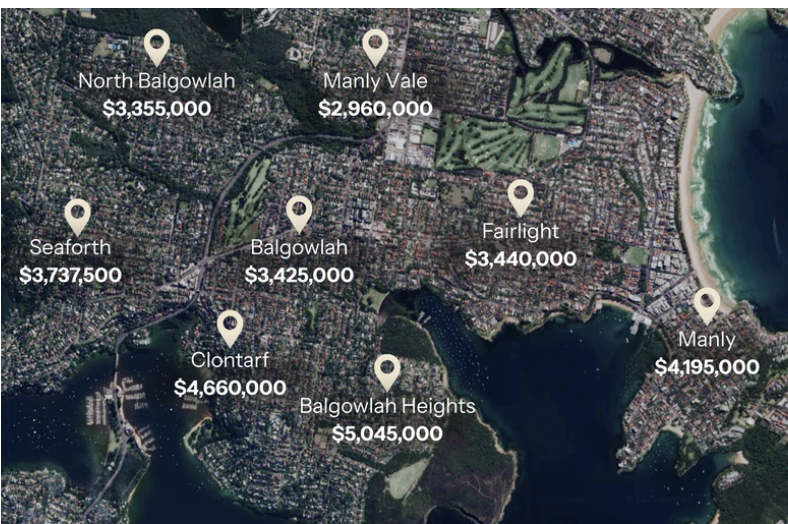 North Balgowlah
$3,355,000
Manly Vale
$2,960,000
Seaforth
$3,737,500
Balgowlah
$3,425,000
Fairlight
$3,440,000
Clontarf
$4,660,000
Manly
$4,195,000
Balgowlah Heights
$5,045,000